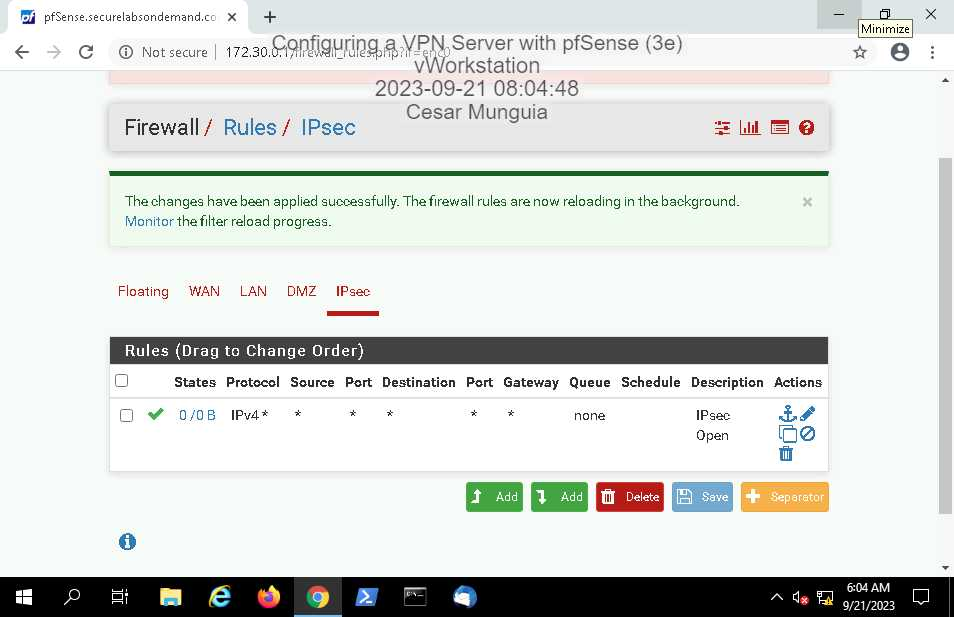 pfSense.securelabsondemand.co
Minimize
Not secure | 172.30.0.1/firewall_rules.php?if=enc0
Configuring a VPN Server with pfSense (3e)
vWorkstation
2023-09-21 08:04:48
Cesar Munguia
Firewall / Rules / IPsec
The changes have been applied successfully. The firewall rules are now reloading in the background.
Monitor the filter reload progress.
Floating WAN LAN DMZ IPsec
Rules (Drag to Change Order)
States Protocol Source Port Destination Port Gateway Queue Schedule Description Actions
0 /0 B IPv4 * * * * * * none IPsec
Open
Add Add Delete Save Separator
6:04 AM
9/21/2023